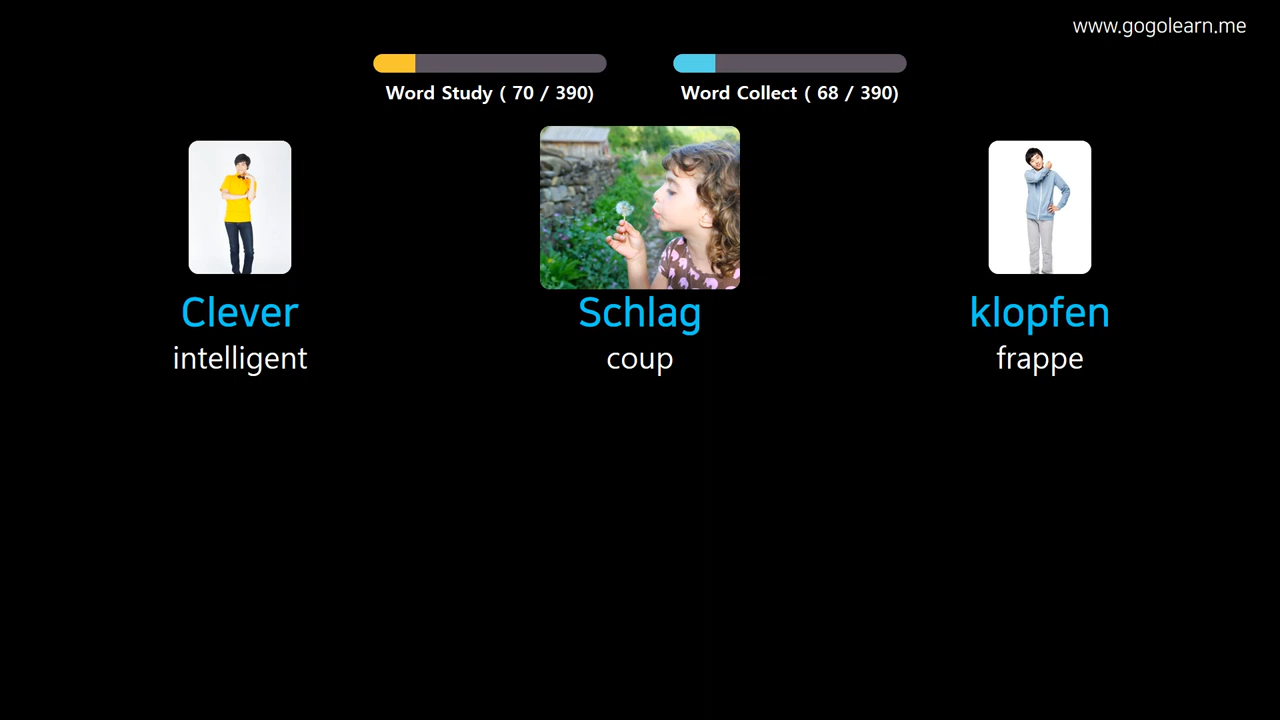 www.gogolearn.me
Word Study ( 70 / 390)
Word Collect ( 68 / 390)
Clever
intelligent
Schlag
coup
klopfen
frappe